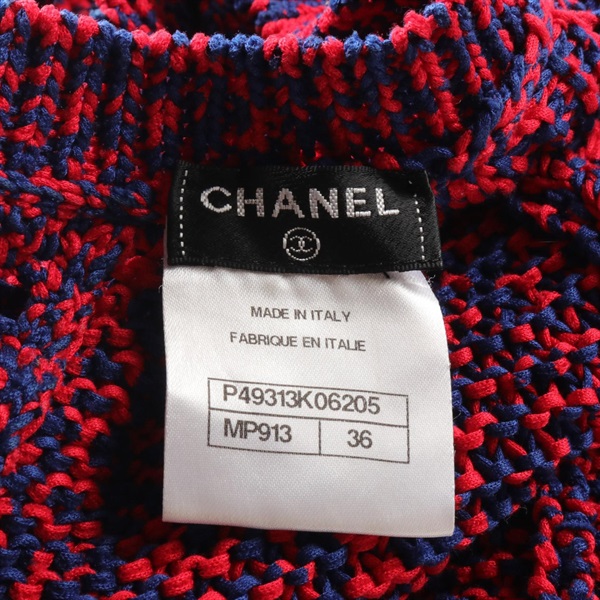 CHANEL
MADE IN ITALY
FABRIQUE EN ITALIE
P49313K06205
MP913 36